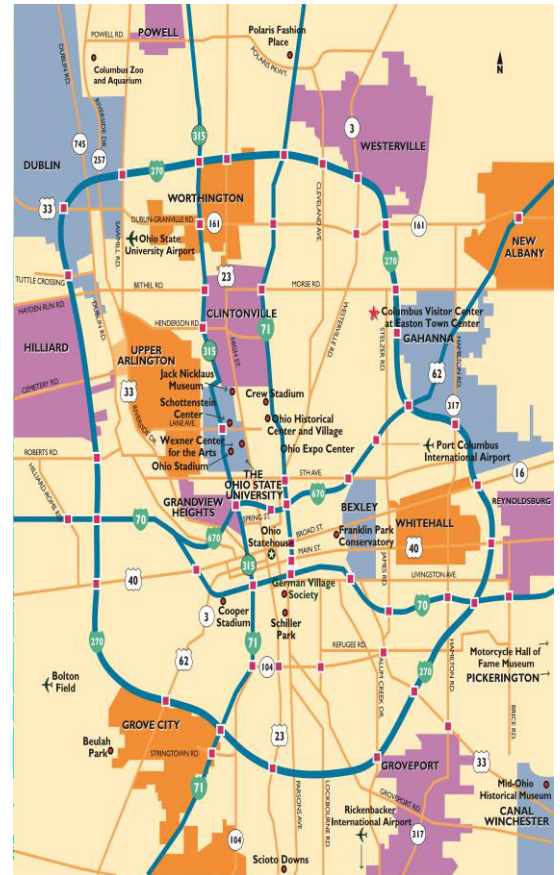 POWELL RD.
POWELL
Polaris Fashion
Place
POLARIS PKWY.
N
Columbus Zoo
and Aquarium
DUBLIN RD.
RIVERSIDE DR.
315
3
WESTERVILLE
745
257
DUBLIN
270
33
WORTHINGTON
CLEVELAND AVE.
DUBLIN-GRANVILLE RD.
161
161
SAWMILL RD.
Ohio State
University Airport
NEW
ALBANY
270
23
TUTTLE CROSSING
BETHEL RD.
MORSE RD.
HAYDEN RUN RD.
DUBLIN RD.
CLINTONVILLE
Columbus Visitor Center
at Easton Town Center
HENDERSON RD.
71
WESTERVILLE RD.
STELZER RD.
GAHANNA
HAMILTON RD.
HILLIARD
UPPER
ARLINGTON
315
HIGH ST.
62
CEMETERY RD.
33
Jack Nicklaus
Museum
Crew Stadium
Schottenstein
Center
317
RIVERSIDE DR.
LANE AVE.
Ohio Historical
Center and Village
Wexner Center
for the Arts
Ohio Expo Center
Port Columbus
International Airport
ROBERTS RD.
Ohio Stadium
THE
OHIO STATE
UNIVERSITY
5TH AVE.
16
HILLIARD-ROME RD.
670
GRANDVIEW
HEIGHTS
BEXLEY
REYNOLDSBURG
70
SPRING ST.
WHITEHALL
670
Ohio
Statehouse
BROAD ST.
Franklin Park
Conservatory
MAIN ST.
40
315
JAMES RD.
40
German Village
Society
LIVINGSTON AVE.
3
Cooper
Stadium
Schiller
Park
70
71
REFUGEE RD.
Motorcycle Hall of
Fame Museum
62
104
PICKERINGTON
270
Bolton
Field
ALUM CREEK DR.
270
HAMILTON RD.
BRICE RD.
GROVE CITY
23
33
Beulah
Park
STRINGTOWN RD.
GROVEPORT
71
PARSONS AVE.
LOCKBOURNE RD.
GROVEPORT RD.
Mid-Ohio
Historical Museum
Rickenbacker
International Airport
CANAL
WINCHESTER
104
317
Scioto Downs